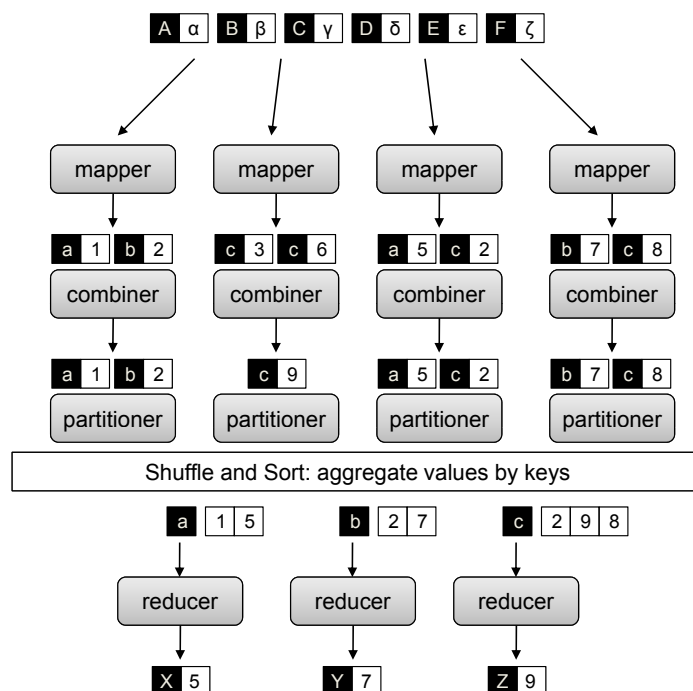 A α B β C γ D δ E ε F ζ
mapper mapper mapper mapper
a 1 b 2 c 3 c 6 a 5 c 2 b 7 c 8
combiner combiner combiner combiner
a 1 b 2 c 9 a 5 c 2 b 7 c 8
partitioner partitioner partitioner partitioner
Shuffle and Sort: aggregate values by keys
a 1 5 b 2 7 c 2 9 8
reducer reducer reducer
X 5 Y 7 Z 9